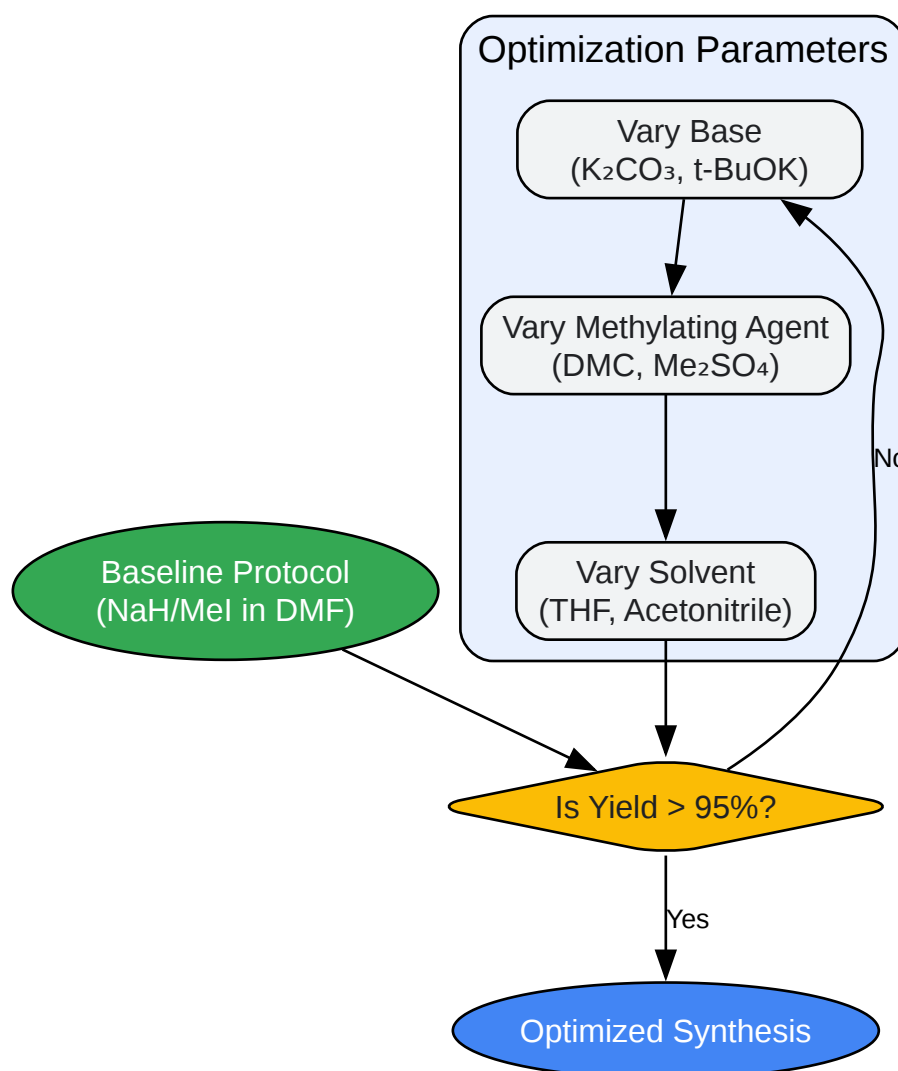 Optimization Parameters
Vary Base
(K₂CO₃, t-BuOK)
Vary Methylating Agent
(DMC, Me₂SO₄)
No
Vary Solvent
(THF, Acetonitrile)
Baseline Protocol
(NaH/MeI in DMF)
Is Yield > 95%?
Yes
Optimized Synthesis